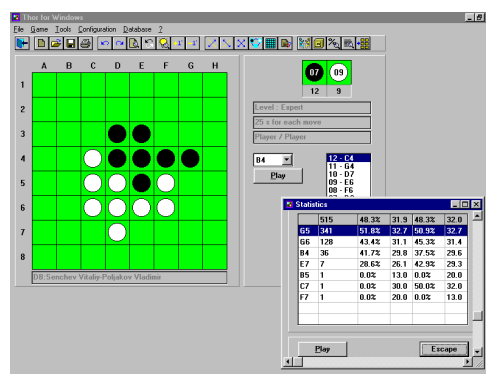 Thor for Windows
File Game Tools Configuration Database ?
A B C D E F G H
1
2
3
4
5
6
7
8
DB:Senchev Vitaliy-Poljakov Vladimi
07 09
12 9
Level : Expert
25 s for each move
Player / Player
B4
Play
12 - C4
11 - G4
10 - D7
09 - E6
08 - F6
Statistics
515 48.3% 31.9 48.3% 32.0
G5 341 51.8% 32.7 50.9% 32.7
G6 128 43.4% 31.1 45.3% 31.4
B4 36 41.7% 29.8 37.5% 29.6
E7 7 28.6% 26.1 42.9% 29.3
B5 1 0.0% 13.0 0.0% 20.0
C7 1 0.0% 30.0 50.0% 32.0
F7 1 0.0% 20.0 0.0% 13.0
Play
Escape